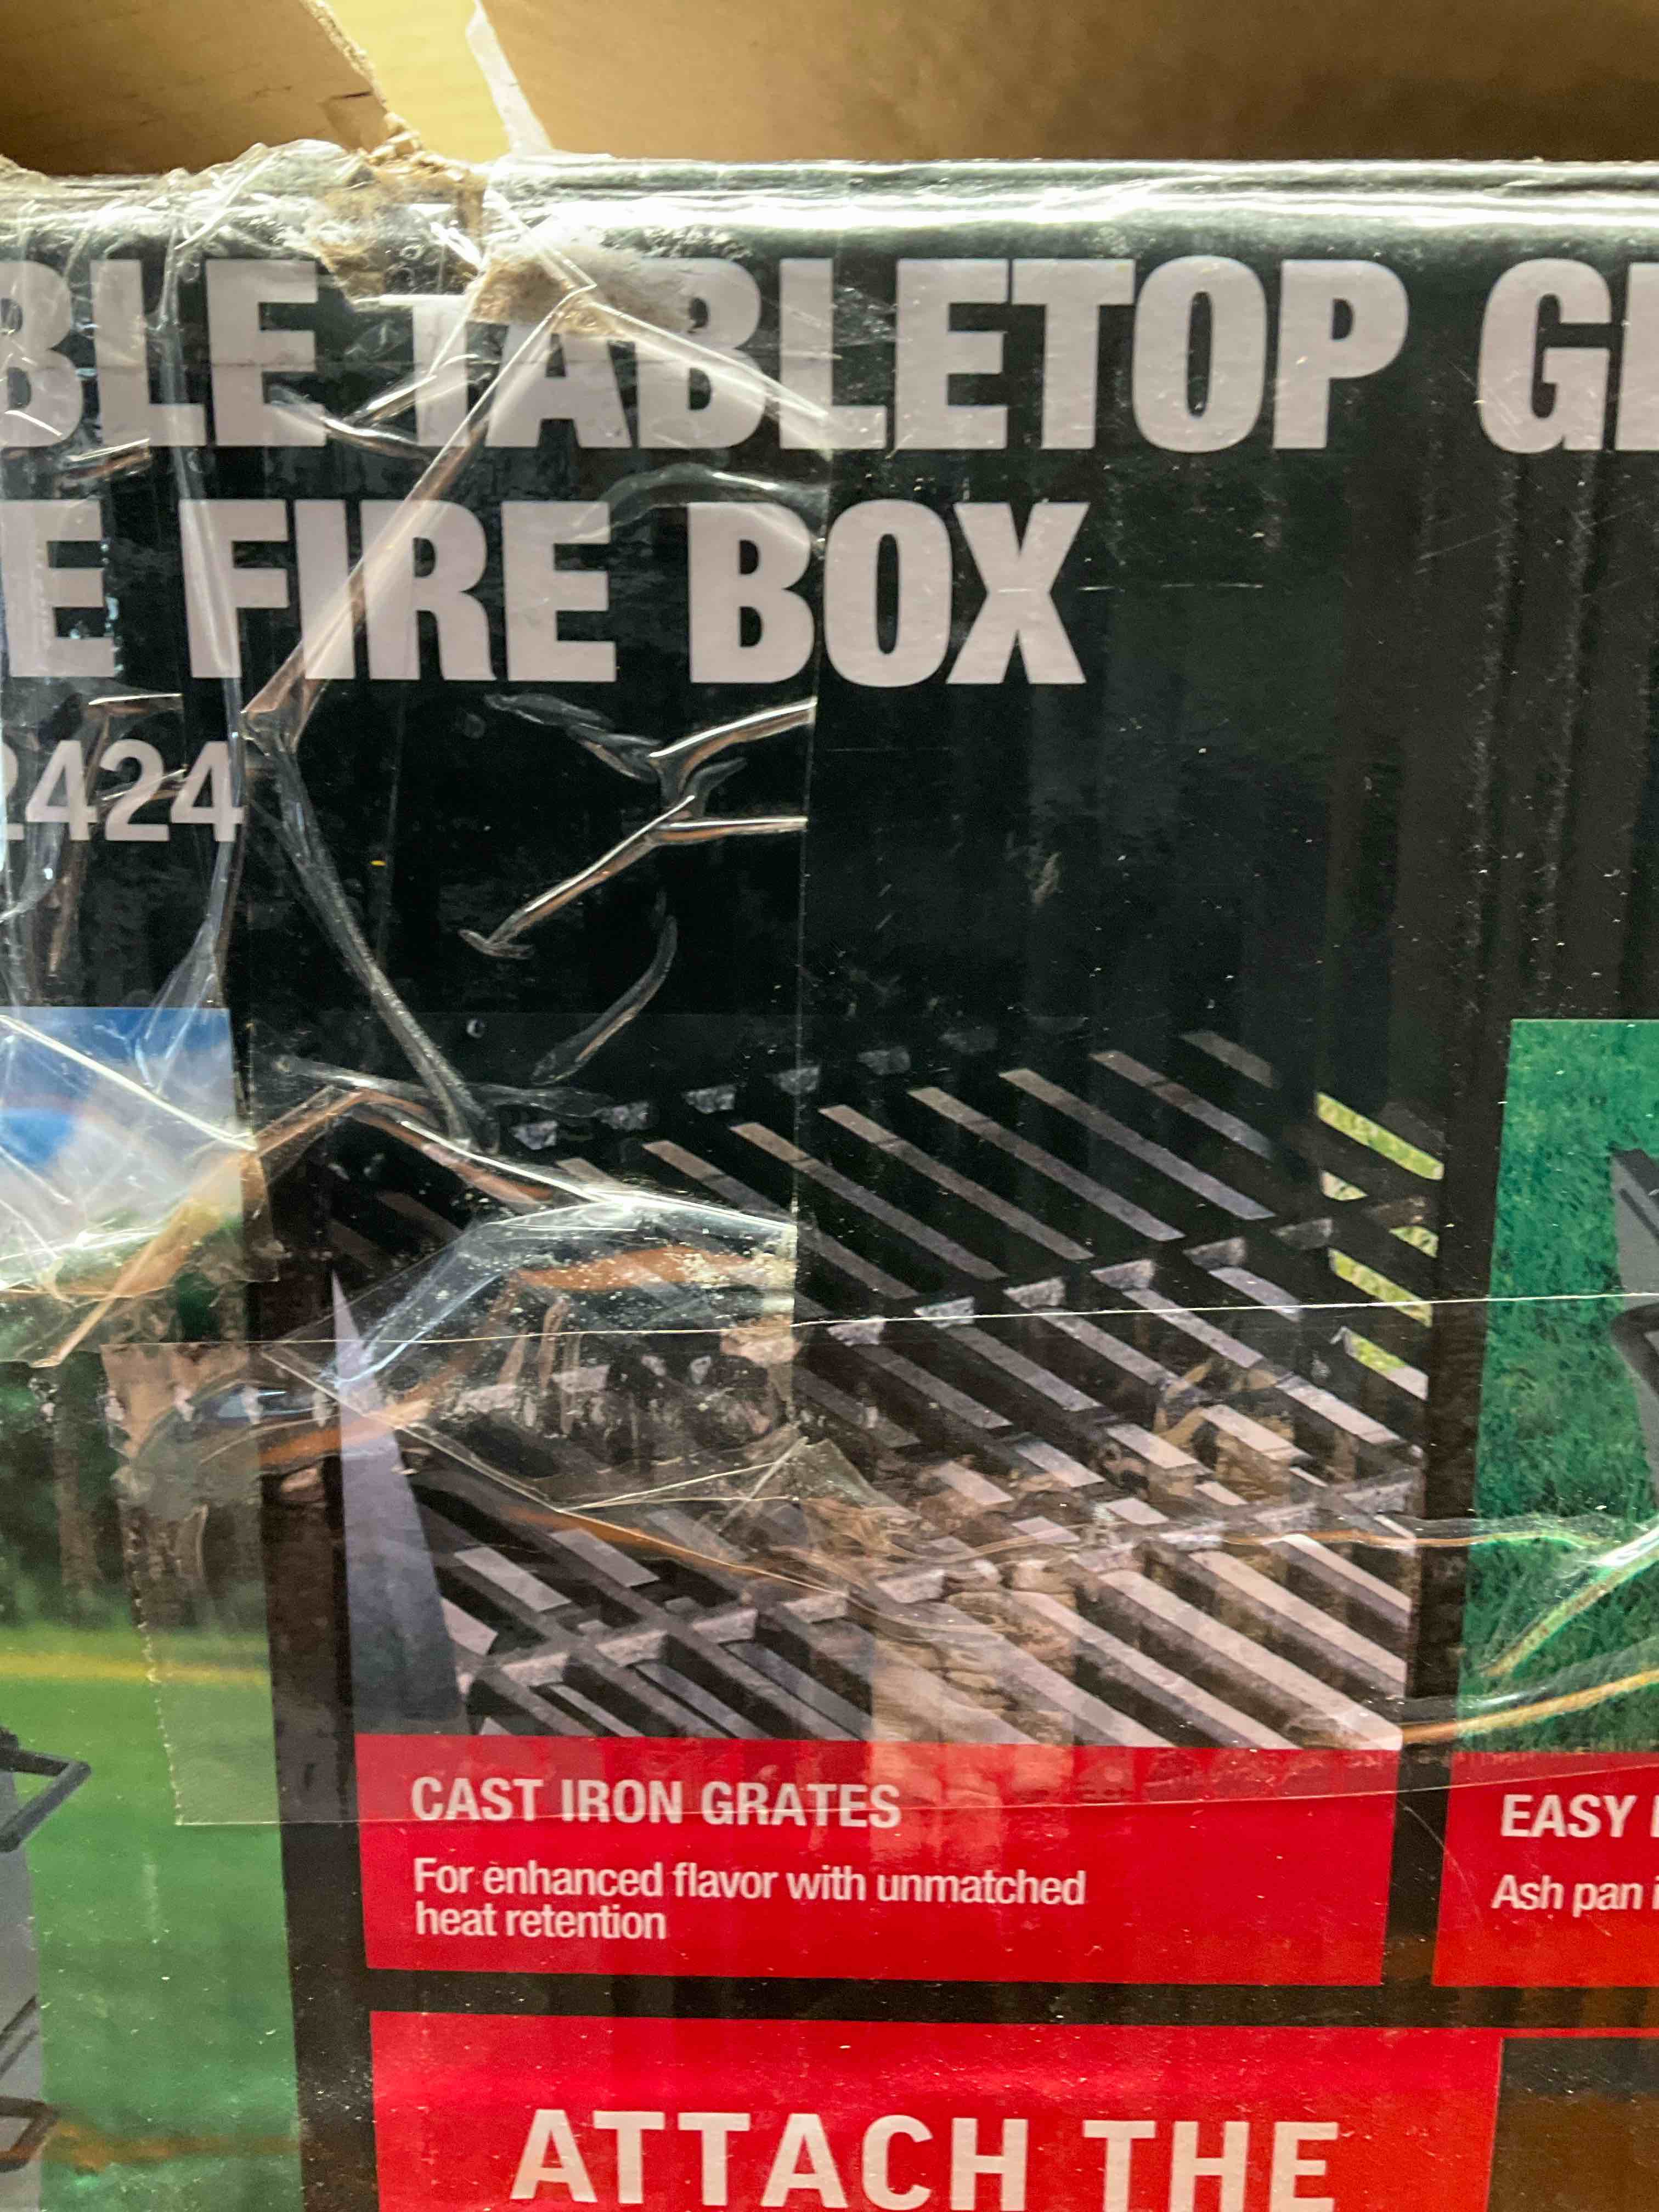 BLE TABLETOP G
E FIRE BOX
2424
CAST IRON GRATES
For enhanced flavor with unmatched
heat retention
EASY
Ash pan
ATTACH THE